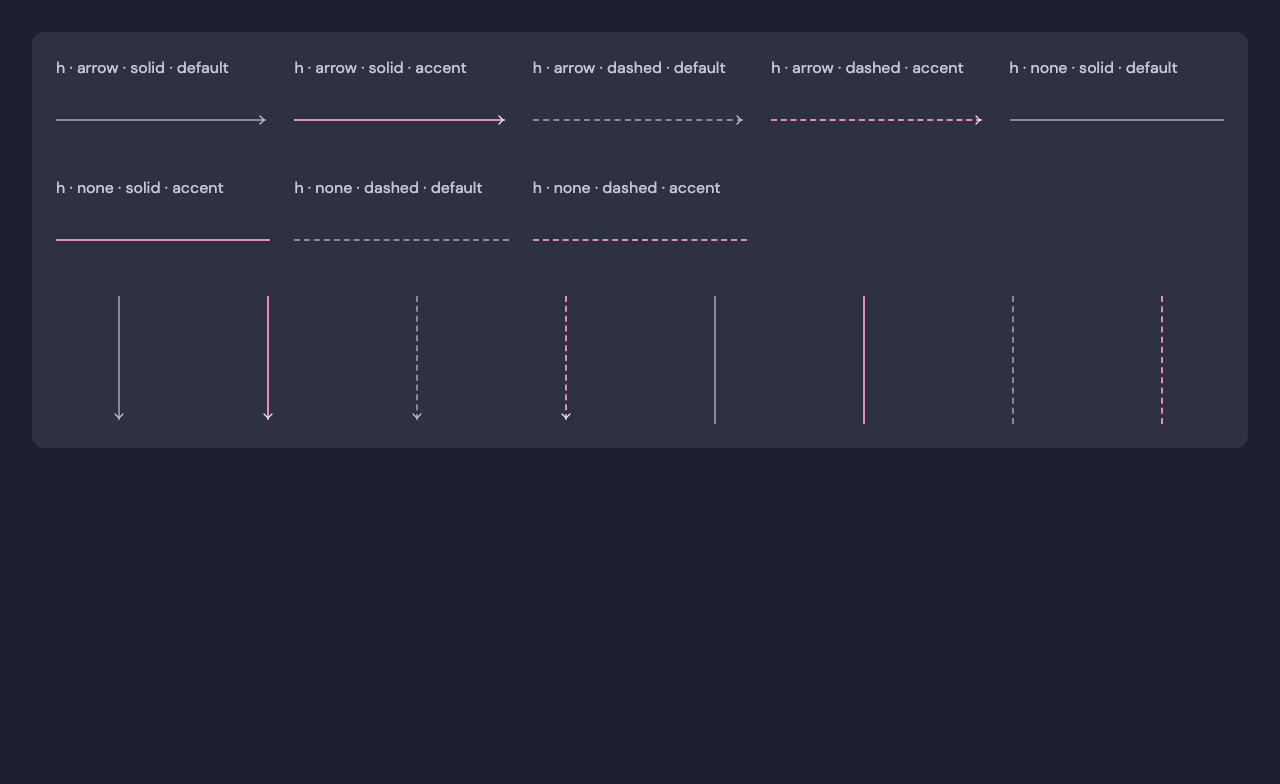 h · arrow · solid · default
h · arrow · solid · accent
h · arrow · dashed · default
h · arrow · dashed · accent
h · none · solid · default
h · none · solid · accent
h · none · dashed · default
h · none · dashed · accent